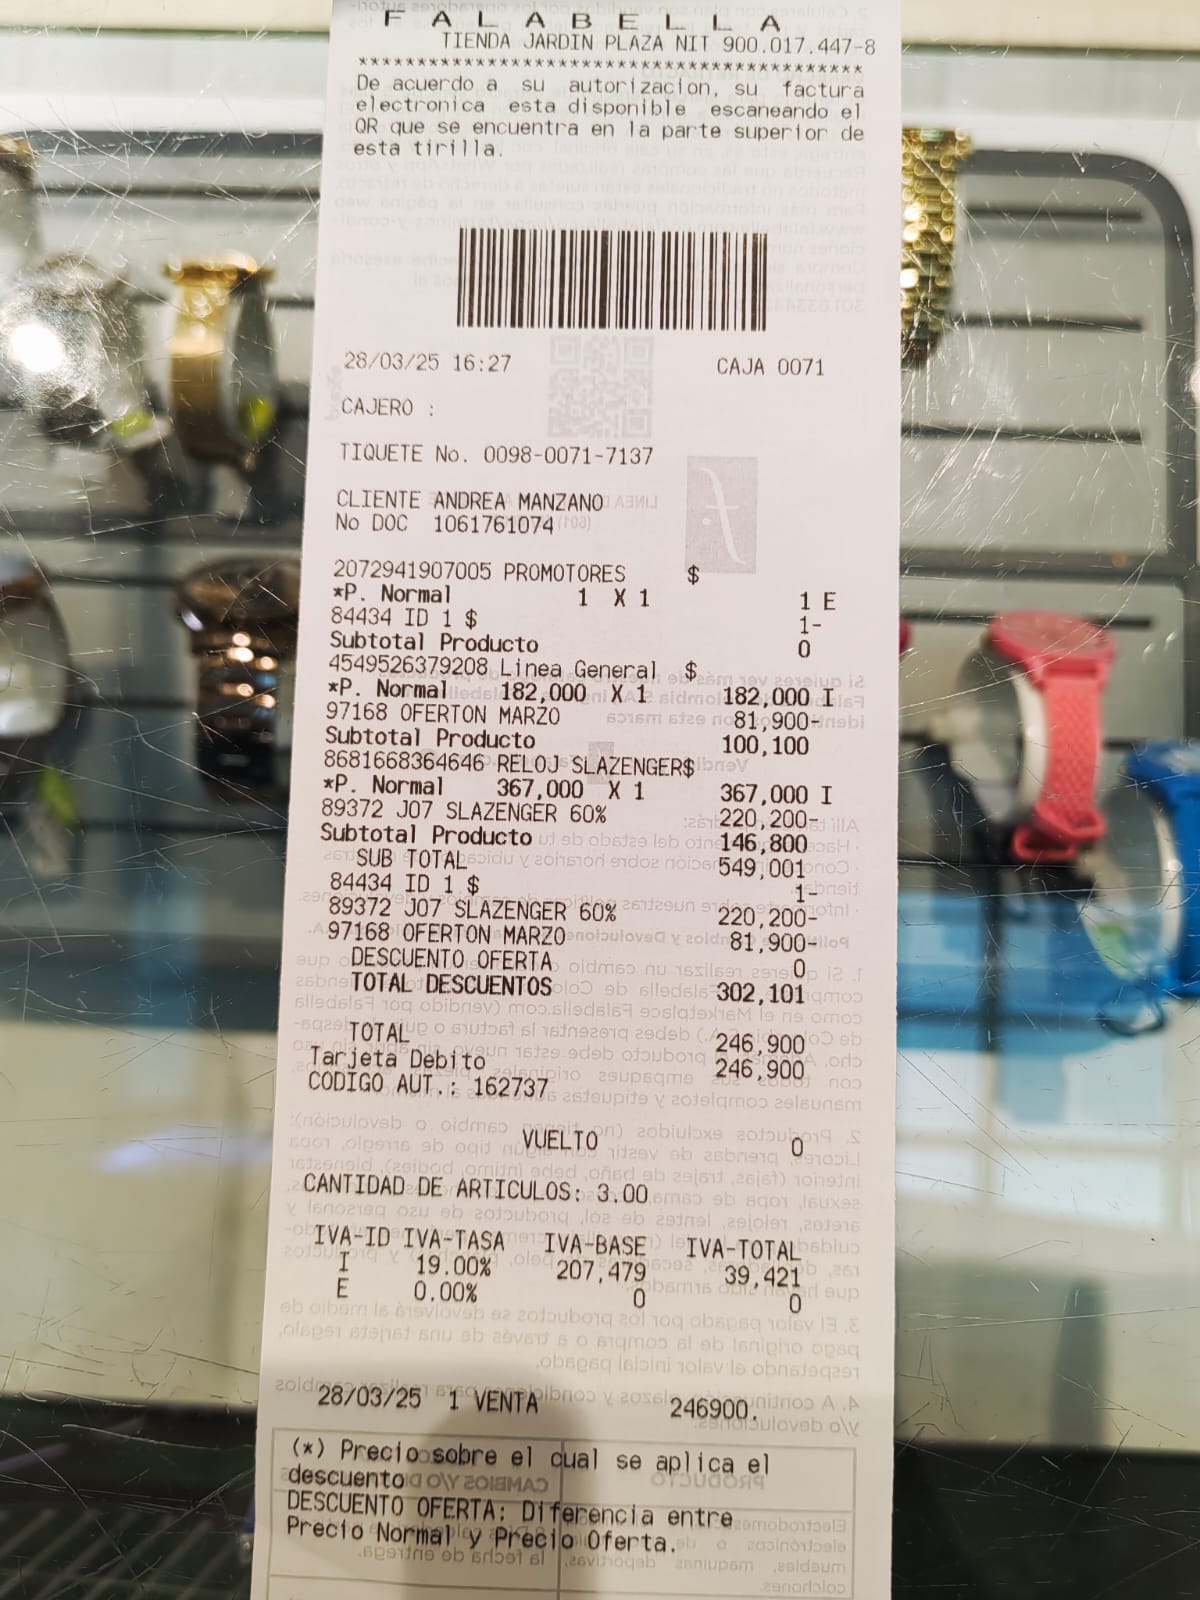 F A L A B E L L A
TIENDA JARDIN PLAZA NIT 900.017.447-8
******************************************
De acuerdo a su autorizacion, su factura
electronica esta disponible escaneando el
QR que se encuentra en la parte superior de
esta tirilla.
28/03/25 16:27 CAJA 0071
CAJERO :
TIQUETE No. 0098-0071-7137
CLIENTE ANDREA MANZANO
No DOC 1061761074
2072941907005 PROMOTORES $
*P. Normal 1 X 1 1 E
84434 ID 1 $ 1-
Subtotal Producto 0
4549526379208 Linea General $
*P. Normal 182,000 X 1 182,000 I
97168 OFERTON MARZO 81,900-
Subtotal Producto 100,100
8681668364646 RELOJ SLAZENGER$
*P. Normal 367,000 X 1 367,000 I
89372 J07 SLAZENGER 60% 220,200-
Subtotal Producto 146,800
SUB TOTAL 549,001
84434 ID 1 $ 1-
89372 J07 SLAZENGER 60% 220,200-
97168 OFERTON MARZO 81,900-
DESCUENTO OFERTA 0
TOTAL DESCUENTOS 302,101
TOTAL 246,900
Tarjeta Debito 246,900
CODIGO AUT.: 162737
VUELTO 0
CANTIDAD DE ARTICULOS: 3.00
IVA-ID IVA-TASA IVA-BASE IVA-TOTAL
I 19.00% 207,479 39,421
E 0.00% 0 0
28/03/25 1 VENTA 246900.
(*) Precio sobre el cual se aplica el
descuento
DESCUENTO OFERTA: Diferencia entre
Precio Normal y Precio Oferta.